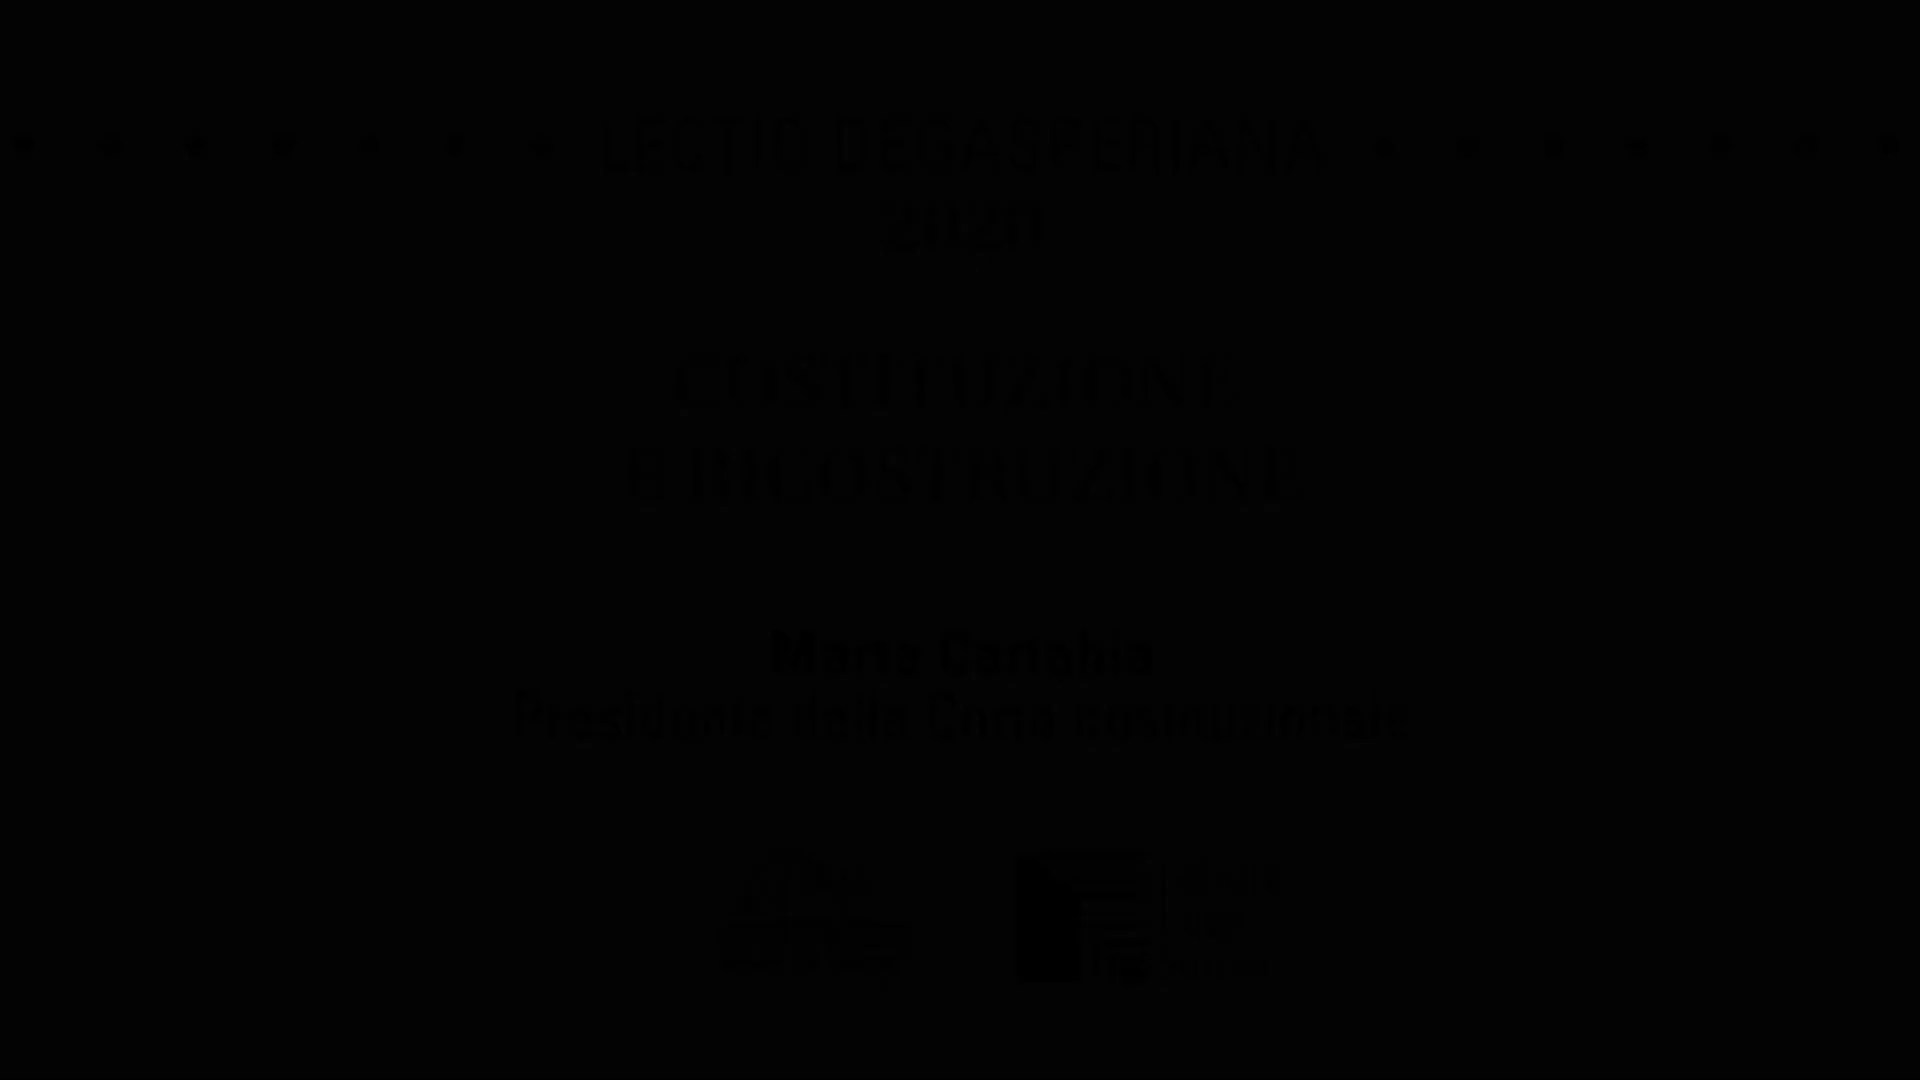 LECTIO DEGASPERIANA
2020
COSTITUZIONE
E RICOSTRUZIONE
Marta Cartabia
Presidente della Corte costituzionale